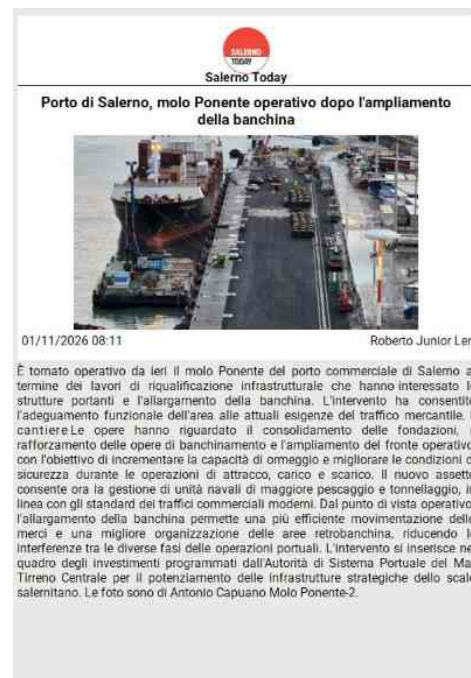 SALERNO
TODAY
Salerno Today
Porto di Salerno, molo Ponente operativo dopo l'ampliamento
della banchina
01/11/2026 08:11
Roberto Junior Ler
È tornato operativo da ieri il molo Ponente del porto commerciale di Salerno a
termine dei lavori di riqualificazione infrastrutturale che hanno interessato l
strutture portanti e l'allargamento della banchina. L'intervento ha consentit
l'adeguamento funzionale dell'area alle attuali esigenze del traffico mercantile.
cantiere Le opere hanno riguardato il consolidamento delle fondazioni,
rafforzamento delle opere di banchinamento e l'ampliamento del fronte operativo
con l'obiettivo di incrementare la capacità di ormeggio e migliorare le condizioni d
sicurezza durante le operazioni di attracco, carico e scarico. Il nuovo assetto
consente ora la gestione di unità navali di maggiore pescaggio e tonnellaggio, i
linea con gli standard dei traffici commerciali moderni. Dal punto di vista operativo
l'allargamento della banchina permette una più efficiente movimentazione delle
merci e una migliore organizzazione delle aree retrobanchina, riducendo l
interferenze tra le diverse fasi delle operazioni portuali. L'intervento si inserisce ne
quadro degli investimenti programmati dall'Autorità di Sistema Portuale del Ma
Tirreno Centrale per il potenziamento delle infrastrutture strategiche dello scal
salernitano. Le foto sono di Antonio Capuano Molo Ponente-2.